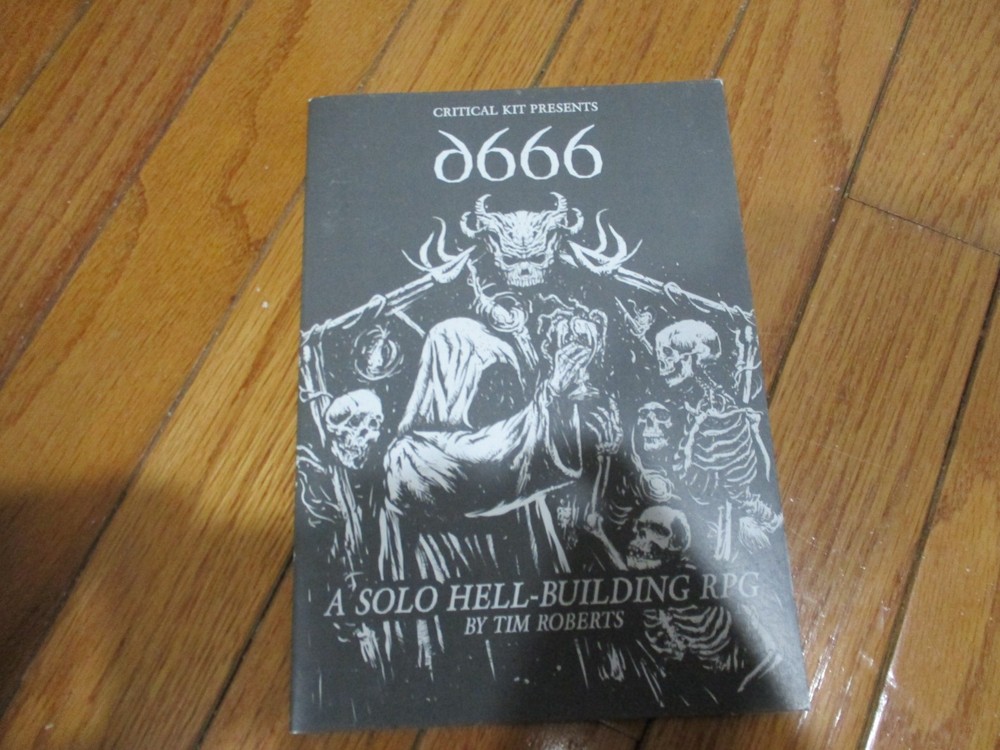 CRITICAL KIT PRESENTS
d666
A SOLO HELL-BUILDING RPG
BY TIM ROBERTS